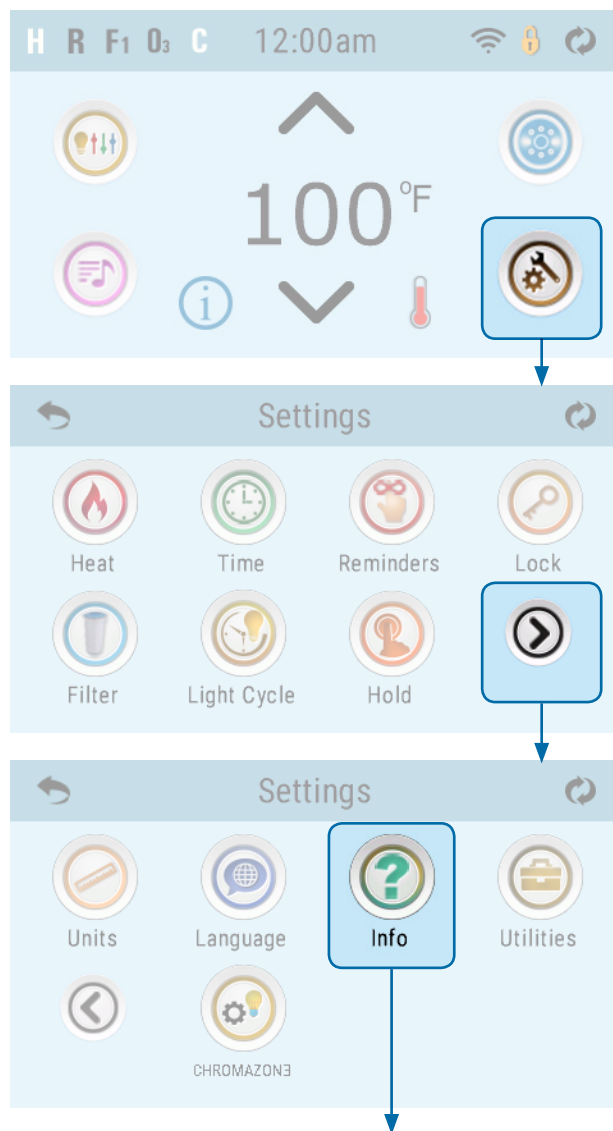 H R F1 O3 C 12:00am
100°F
i
Settings
Heat Time Reminders Lock
Filter Light Cycle Hold
Settings
Units Language Info Utilities
?
CHROMAZONƎ